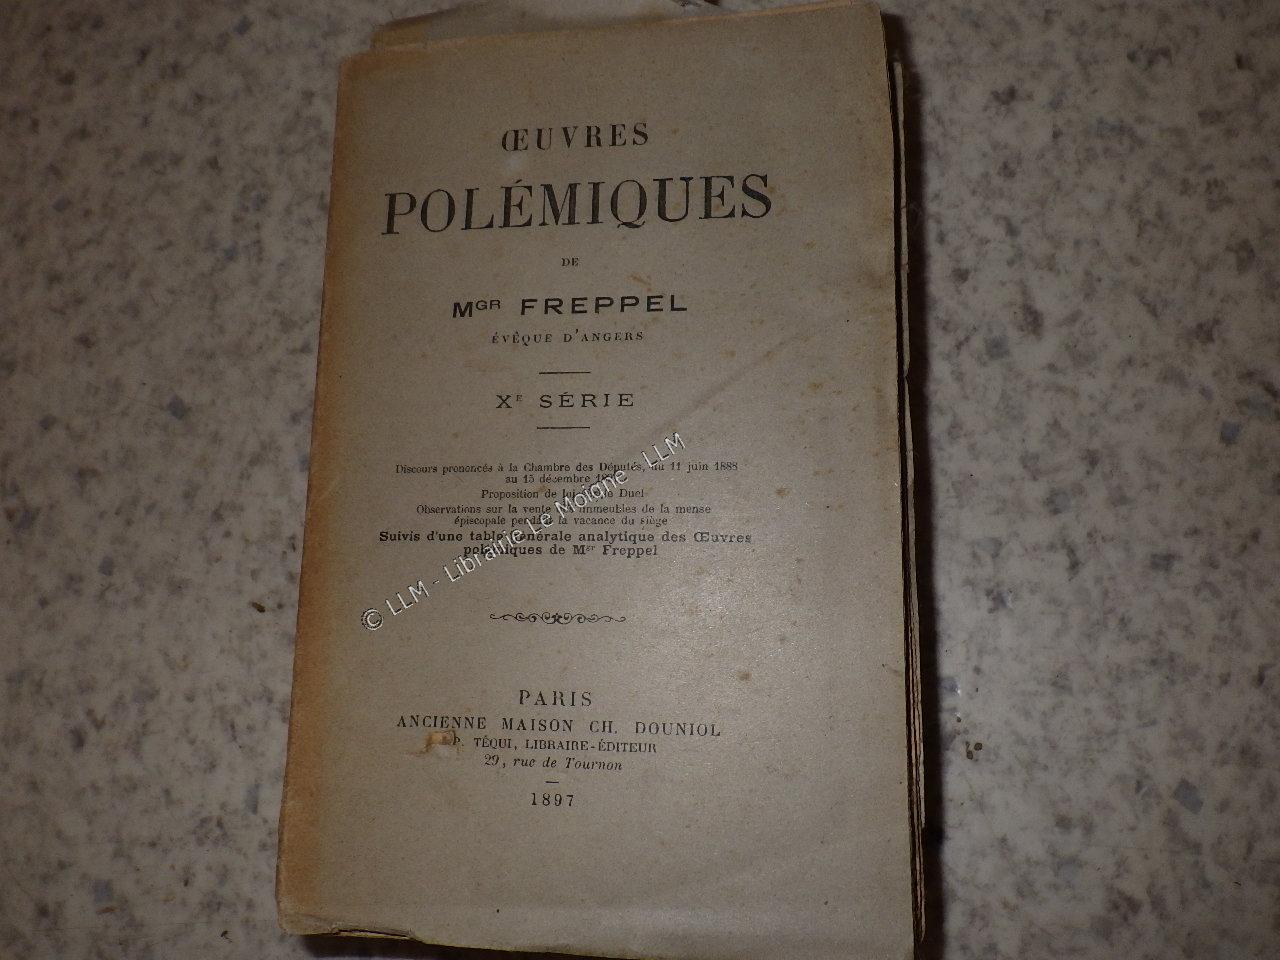 ŒUVRES
POLÉMIQUES
DE
MGR FREPPEL
ÉVÊQUE D'ANGERS
XE SÉRIE
Discours prononcés à la Chambre des Députés, du 11 juin 1888
au 15 décembre
Proposition de loi Duel
Observations sur la vente immeubles de la mense
épiscopale pendant la vacance du siège
Suivis d'une table générale analytique des Œuvres
polémiques de Mgr Freppel
© LLM - Librairie Le Moigne - LLM
PARIS
ANCIENNE MAISON CH. DOUNIOL
P. TÉQUI, LIBRAIRE-ÉDITEUR
29, rue de Tournon
1897